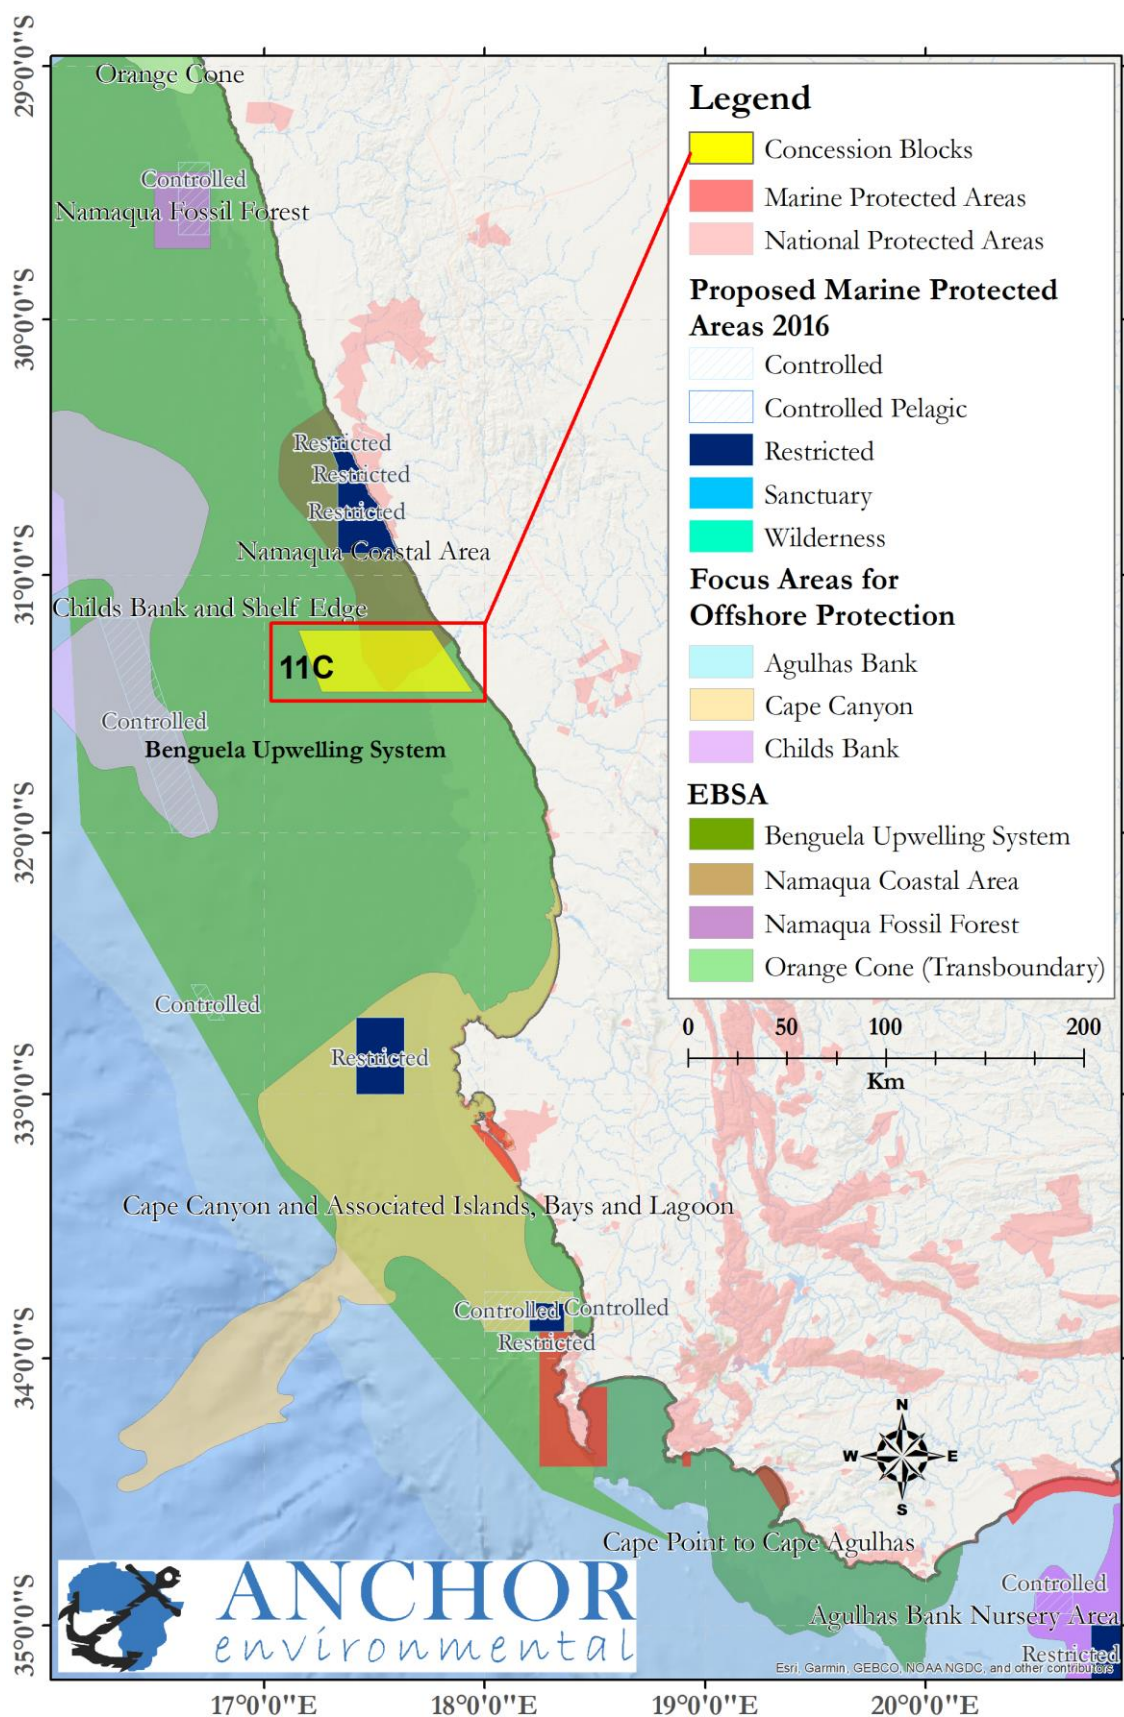 29°0'0"S
30°0'0"S
31°0'0"S
32°0'0"S
33°0'0"S
34°0'0"S
35°0'0"S
Orange Cone
Controlled
Namaqua Fossil Forest
Restricted
Restricted
Restricted
Namaqua Coastal Area
Childs Bank and Shelf Edge
11C
Controlled
Benguela Upwelling System
Controlled
Restricted
Cape Canyon and Associated Islands, Bays and Lagoon
Controlled Controlled
Restricted
Cape Point to Cape Agulhas
Controlled
Agulhas Bank Nursery Area
Restricted
Legend
Concession Blocks
Marine Protected Areas
National Protected Areas
Proposed Marine Protected
Areas 2016
Controlled
Controlled Pelagic
Restricted
Sanctuary
Wilderness
Focus Areas for
Offshore Protection
Agulhas Bank
Cape Canyon
Childs Bank
EBSA
Benguela Upwelling System
Namaqua Coastal Area
Namaqua Fossil Forest
Orange Cone (Transboundary)
0 50 100 200
Km
N
W E
S
ANCHOR
environmental
Esri, Garmin, GEBCO, NOAA NGDC, and other contributors
17°0'0"E 18°0'0"E 19°0'0"E 20°0'0"E